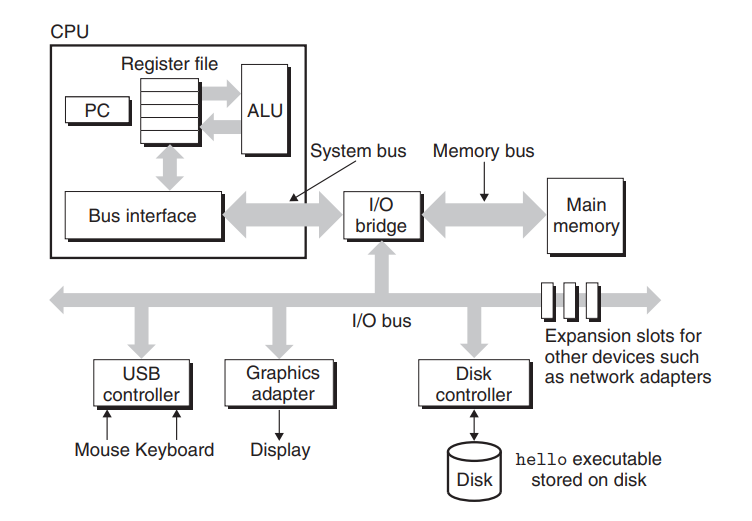 CPU
Register file
PC
ALU
System bus
Memory bus
Bus interface
I/O
bridge
Main
memory
I/O bus
Expansion slots for
other devices such
as network adapters
USB
controller
Graphics
adapter
Disk
controller
Mouse Keyboard
Display
Disk
hello executable
stored on disk